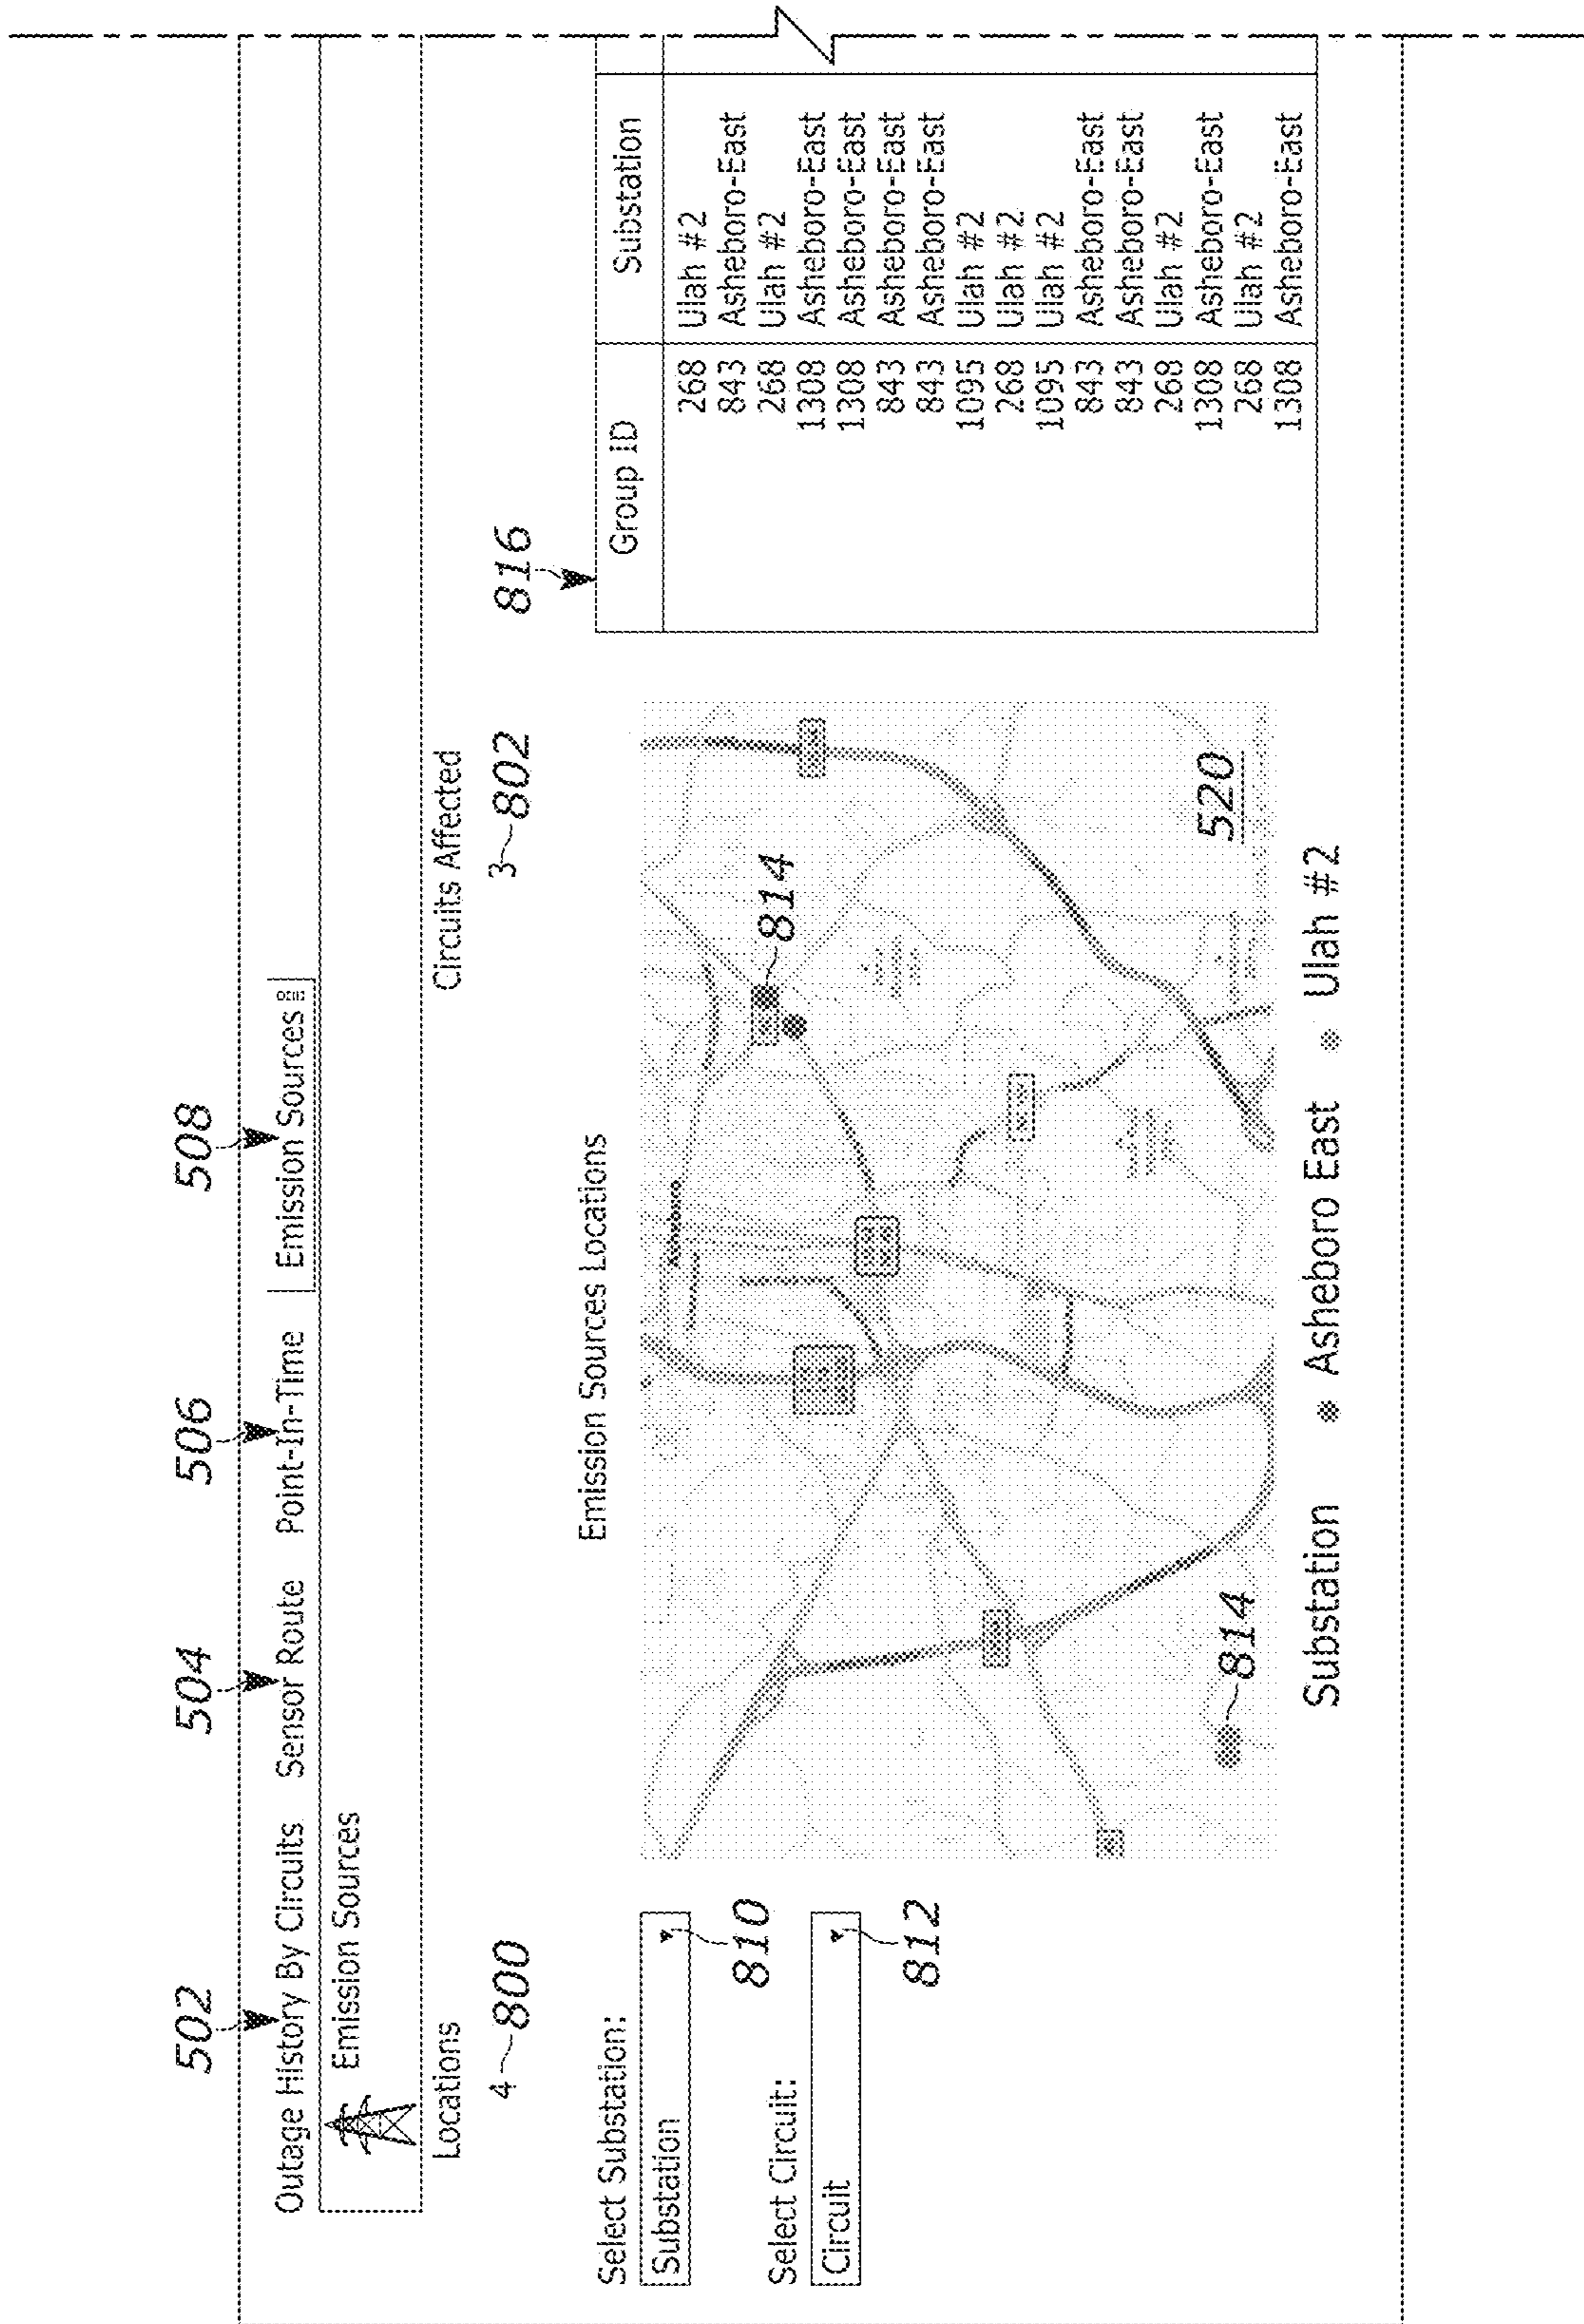 502 504 506 508
Outage History By Circuits Sensor Route Point-In-Time Emission Sources
Emission Sources
Locations Circuits Affected
4 800 3 802
816
Select Substation:
Substation
810
Select Circuit:
Circuit
812
Emission Sources Locations
814
814
520
Substation Asheboro East Ulah #2
Group ID Substation
268 Ulah #2
843 Asheboro-East
268 Ulah #2
1308 Asheboro-East
1308 Asheboro-East
843 Asheboro-East
843 Asheboro-East
1095 Ulah #2
268 Ulah #2
1095 Ulah #2
843 Asheboro-East
843 Asheboro-East
268 Ulah #2
1308 Asheboro-East
268 Ulah #2
1308 Asheboro-East